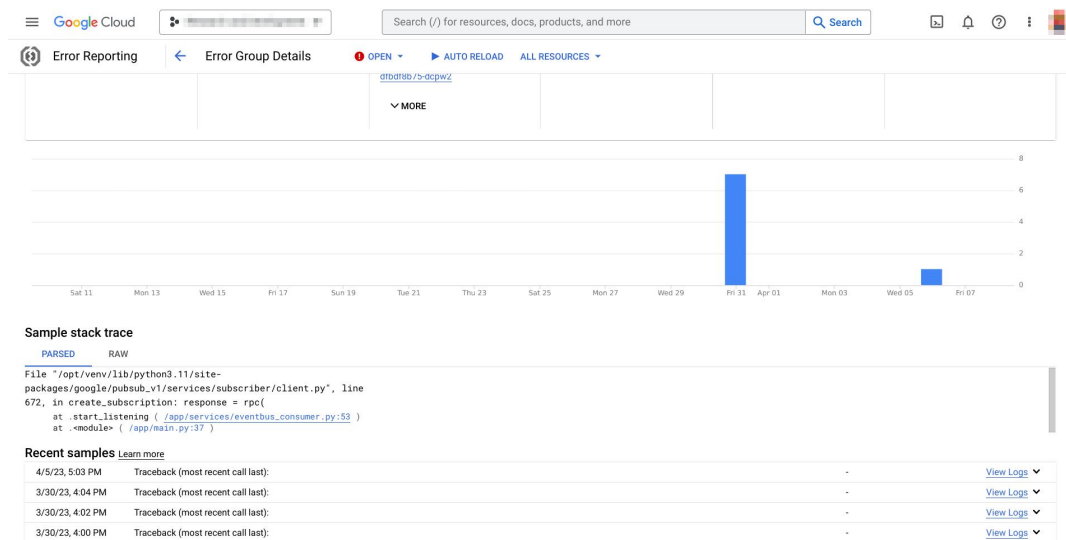 Google Cloud
Search (/) for resources, docs, products, and more
Search
Error Reporting
Error Group Details
OPEN
AUTO RELOAD
ALL RESOURCES
dfbdf8b75-dcpw2
MORE
8
6
4
2
0
Sat 11 Mon 13 Wed 15 Fri 17 Sun 19 Tue 21 Thu 23 Sat 25 Mon 27 Wed 29 Fri 31 Apr 01 Mon 03 Wed 05 Fri 07
Sample stack trace
PARSED RAW
File "/opt/venv/lib/python3.11/site-
packages/google/pubsub_v1/services/subscriber/client.py", line
672, in create_subscription: response = rpc(
at .start_listening ( /app/services/eventbus_consumer.py:53 )
at .<module> ( /app/main.py:37 )
Recent samples Learn more
4/5/23, 5:03 PM Traceback (most recent call last): - View Logs
3/30/23, 4:04 PM Traceback (most recent call last): - View Logs
3/30/23, 4:02 PM Traceback (most recent call last): - View Logs
3/30/23, 4:00 PM Traceback (most recent call last): - View Logs